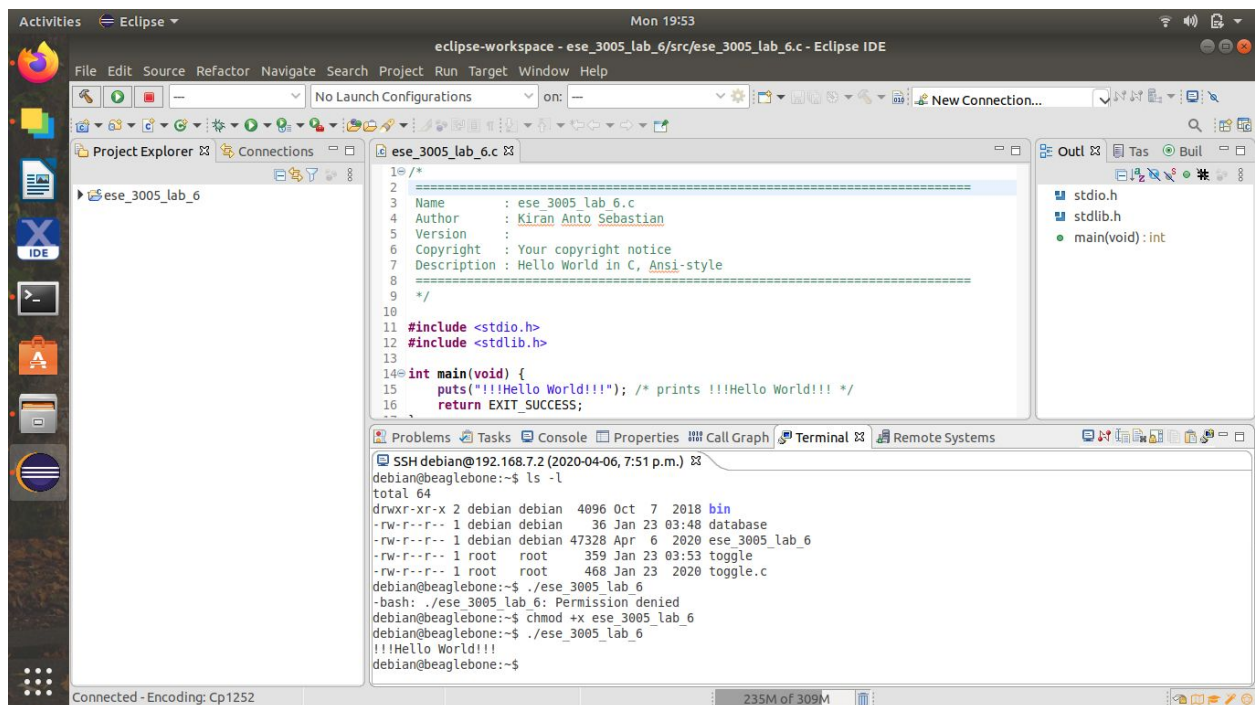 Activities Eclipse Mon 19:53
eclipse-workspace - ese_3005_lab_6/src/ese_3005_lab_6.c - Eclipse IDE
File Edit Source Refactor Navigate Search Project Run Target Window Help
--- No Launch Configurations on: --- New Connection...
Project Explorer Connections
ese_3005_lab_6
ese_3005_lab_6.c
1 /*
2 =============================================================================
3 Name : ese_3005_lab_6.c
4 Author : Kiran Anto Sebastian
5 Version :
6 Copyright : Your copyright notice
7 Description : Hello World in C, Ansi-style
8 =============================================================================
9 */
10
11 #include <stdio.h>
12 #include <stdlib.h>
13
14 int main(void) {
15 puts("!!!Hello World!!!"); /* prints !!!Hello World!!! */
16 return EXIT_SUCCESS;
Outl Tas Buil
stdio.h
stdlib.h
main(void) : int
Problems Tasks Console Properties Call Graph Terminal Remote Systems
SSH debian@192.168.7.2 (2020-04-06, 7:51 p.m.)
debian@beaglebone:~$ ls -l
total 64
drwxr-xr-x 2 debian debian 4096 Oct 7 2018 bin
-rw-r--r-- 1 debian debian 36 Jan 23 03:48 database
-rw-r--r-- 1 debian debian 47328 Apr 6 2020 ese_3005_lab_6
-rw-r--r-- 1 root root 359 Jan 23 03:53 toggle
-rw-r--r-- 1 root root 468 Jan 23 2020 toggle.c
debian@beaglebone:~$ ./ese_3005_lab_6
-bash: ./ese_3005_lab_6: Permission denied
debian@beaglebone:~$ chmod +x ese_3005_lab_6
debian@beaglebone:~$ ./ese_3005_lab_6
!!!Hello World!!!
debian@beaglebone:~$
IDE
Connected - Encoding: Cp1252 235M of 309M